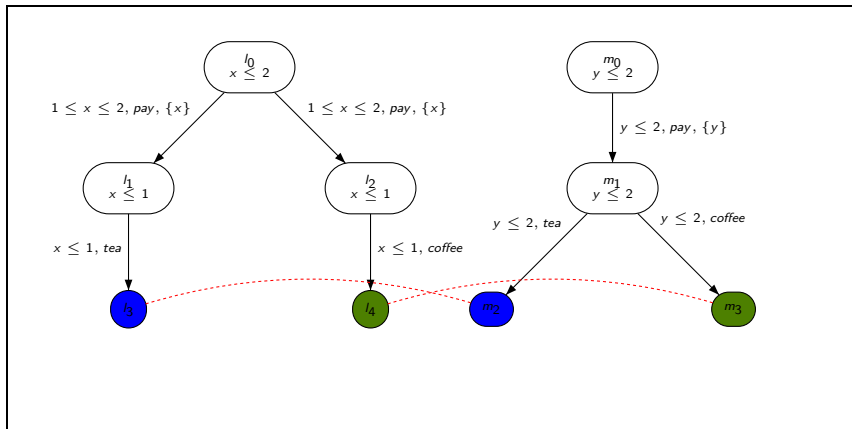 l0
x ≤ 2
m0
y ≤ 2
1 ≤ x ≤ 2, pay, {x}
1 ≤ x ≤ 2, pay, {x}
y ≤ 2, pay, {y}
l1
x ≤ 1
l2
x ≤ 1
m1
y ≤ 2
x ≤ 1, tea
x ≤ 1, coffee
y ≤ 2, tea
y ≤ 2, coffee
l3
l4
m2
m3